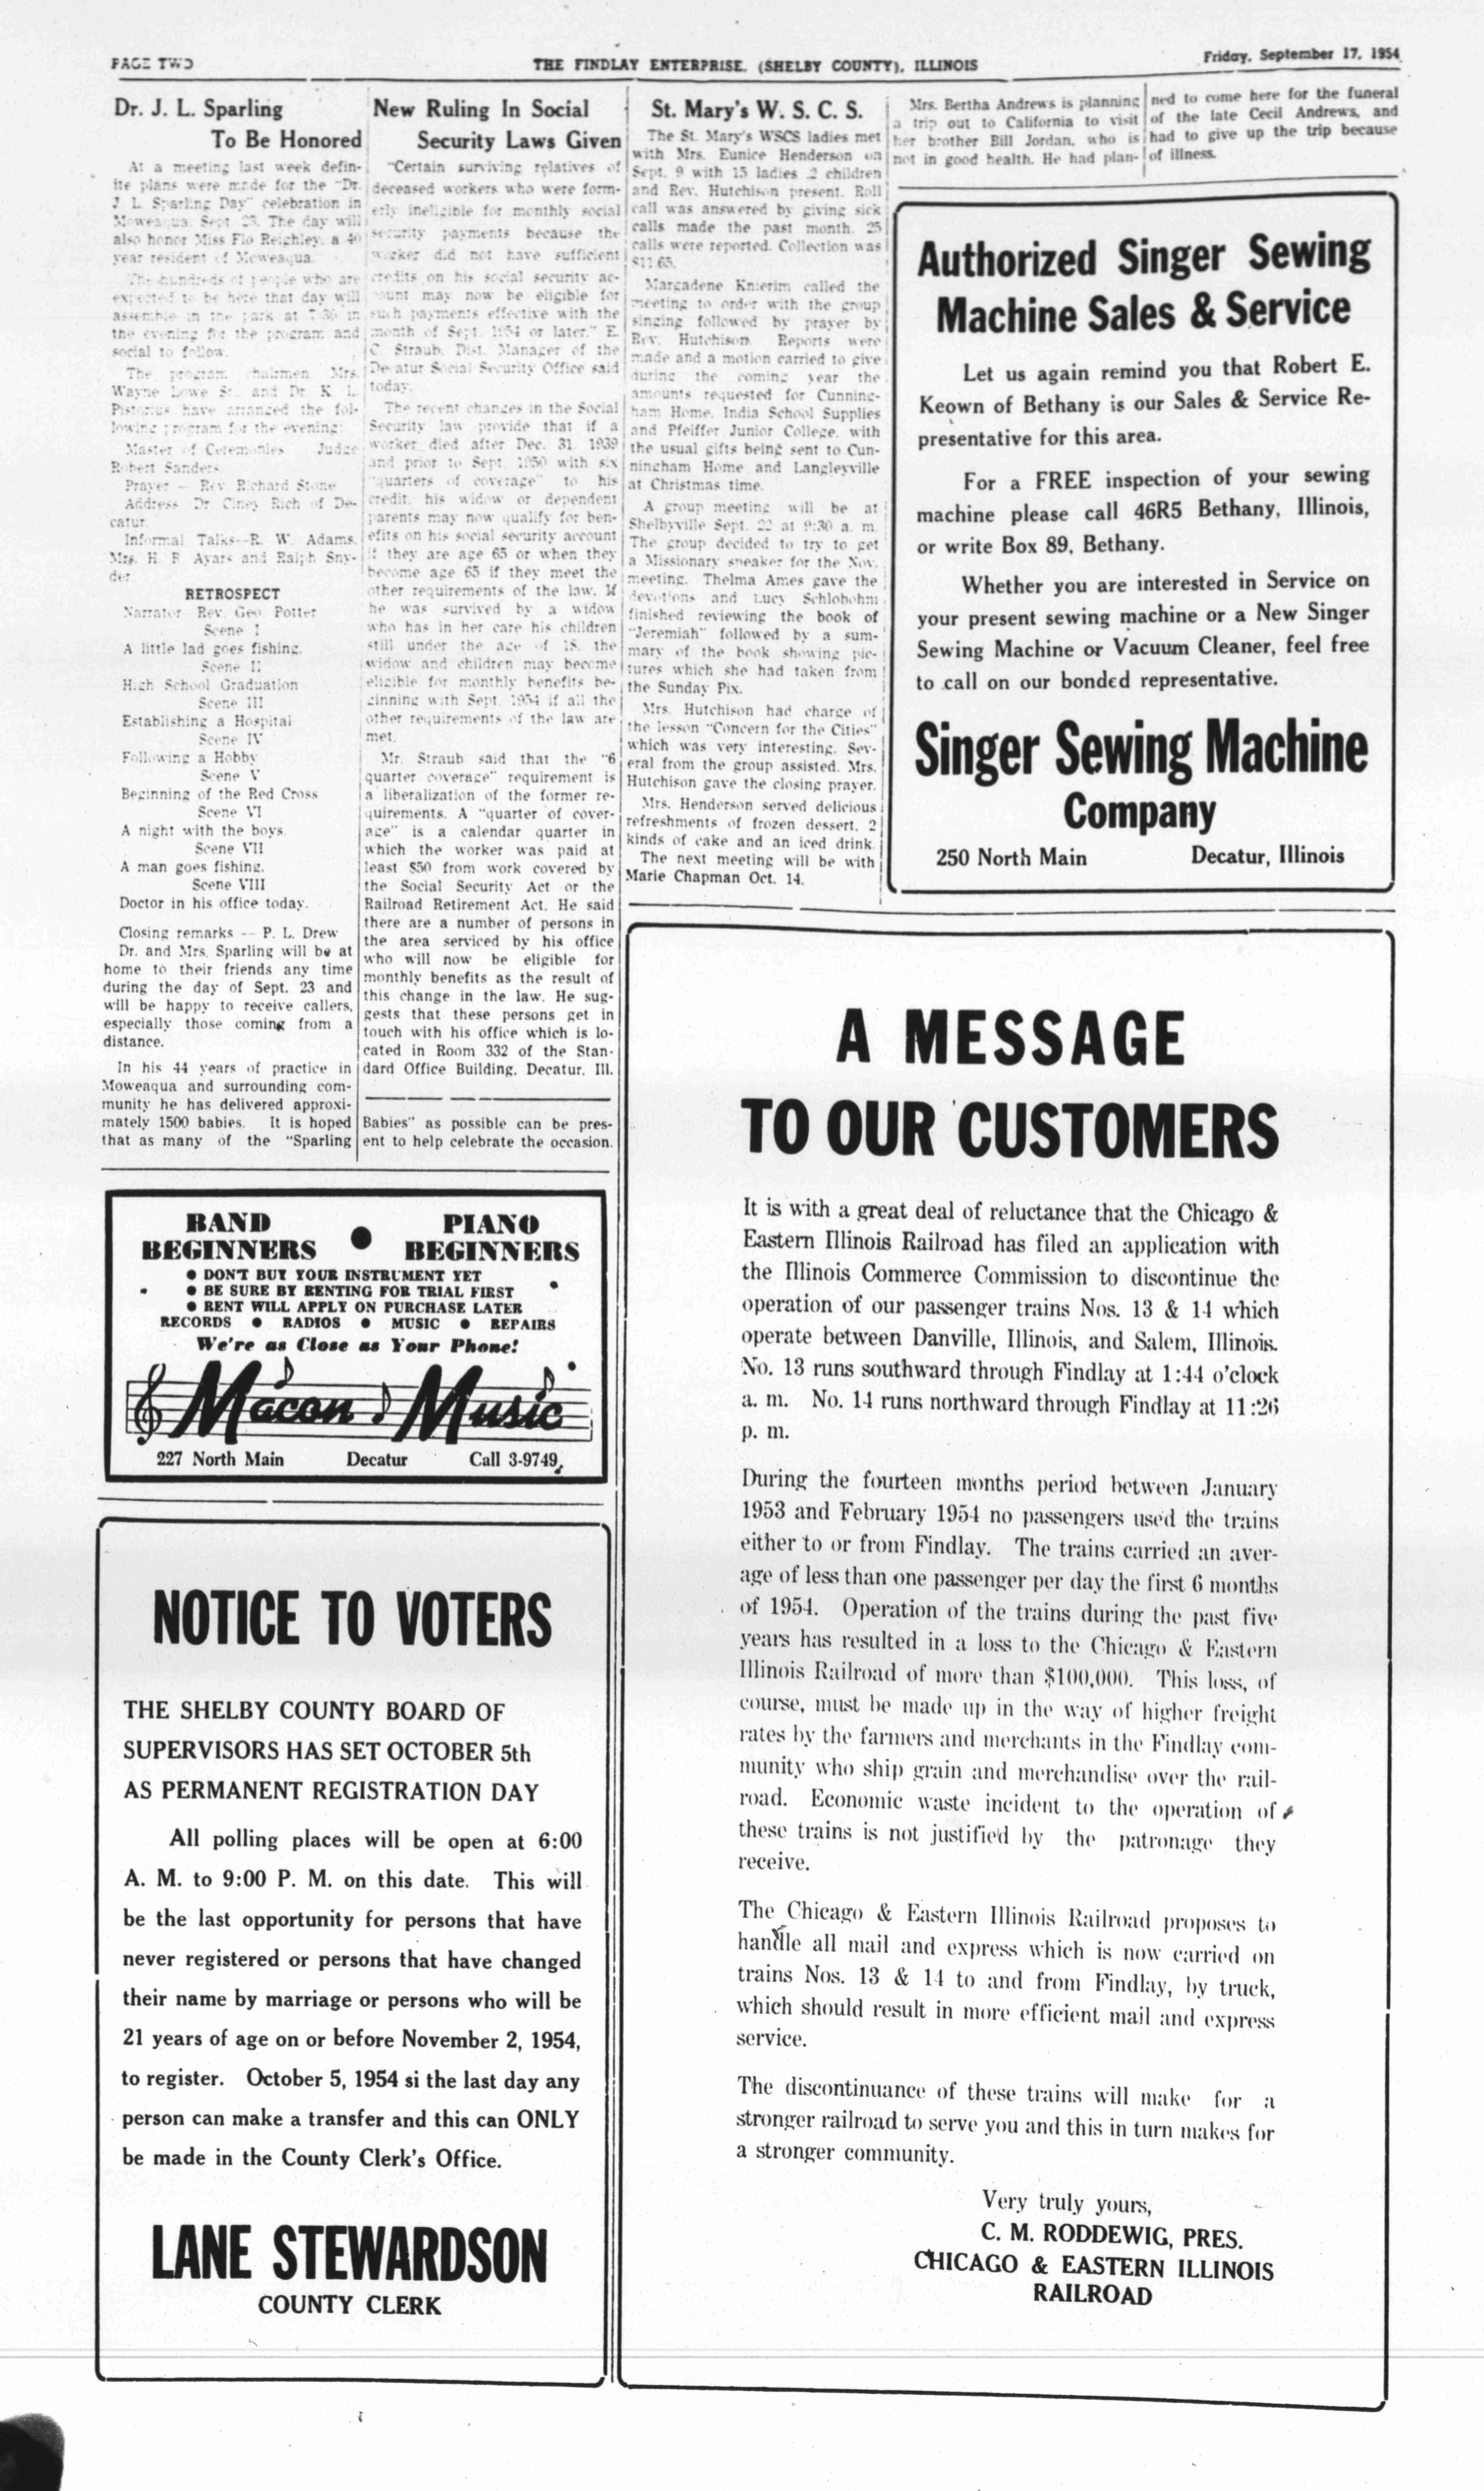 PAGE TWO
THE FINDLAY ENTERPRISE, (SHELBY COUNTY), ILLINOIS
Friday, September 17, 1954
Dr. J. L. Sparling
To Be Honored
At a meeting last week defin-
ite plans were made for the "Dr.
J. L. Sparling Day" celebration in
Moweaqua, Sept. 23. The day will
also honor Miss Flo Reighley, a 40
year resident of Moweaqua.
The hundreds of people who are
expected to be here that day will
assemble in the park at 7:30 in
the evening for the program and
social to follow.
The program chairmen, Mrs.
Wayne Lowe Sr. and Dr. K. L.
Pistorius have arranged the fol-
lowing program for the evening:
Master of Ceremonies Judge
Robert Sanders.
Prayer — Rev. Richard Stone
Address Dr. Ciney Rich of De-
catur.
Informal Talks--R. W. Adams,
Mrs. H. F. Ayars and Ralph Sny-
der.
RETROSPECT
Narrator Rev. Geo. Potter
Scene I
A little lad goes fishing.
Scene II
High School Graduation
Scene III
Establishing a Hospital
Scene IV
Following a Hobby
Scene V
Beginning of the Red Cross
Scene VI
A night with the boys.
Scene VII
A man goes fishing.
Scene VIII
Doctor in his office today.
Closing remarks -- P. L. Drew
Dr. and Mrs. Sparling will be at
home to their friends any time
during the day of Sept. 23 and
will be happy to receive callers,
especially those coming from a
distance.
In his 44 years of practice in
Moweaqua and surrounding com-
munity he has delivered approxi-
mately 1500 babies. It is hoped
that as many of the "Sparling
Babies" as possible can be pres-
ent to help celebrate the occasion.
New Ruling In Social
Security Laws Given
"Certain surviving relatives of
deceased workers who were form-
erly ineligible for monthly social
security payments because the
worker did not have sufficient
credits on his social security ac-
count may now be eligible for
such payments effective with the
month of Sept. 1954 or later." E.
C. Straub, Dist. Manager of the
Decatur Social Security Office said
today.
The recent changes in the Social
Security law provide that if a
worker died after Dec. 31, 1939
and prior to Sept. 1950 with six
"quarters of coverage" to his
credit, his widow or dependent
parents may now qualify for ben-
efits on his social security account
if they are age 65 or when they
become age 65 if they meet the
other requirements of the law. If
he was survived by a widow
who has in her care his children
still under the age of 18, the
widow and children may become
eligible for monthly benefits be-
ginning with Sept. 1954 if all the
other requirements of the law are
met.
Mr. Straub said that the "6
quarter coverage" requirement is
a liberalization of the former re-
quirements. A "quarter of cover-
age" is a calendar quarter in
which the worker was paid at
least $50 from work covered by
the Social Security Act or the
Railroad Retirement Act. He said
there are a number of persons in
the area serviced by his office
who will now be eligible for
monthly benefits as the result of
this change in the law. He sug-
gests that these persons get in
touch with his office which is lo-
cated in Room 332 of the Stan-
dard Office Building, Decatur, Ill.
St. Mary's W. S. C. S.
The St. Mary's WSCS ladies met
with Mrs. Eunice Henderson on
Sept. 9 with 15 ladies 2 children
and Rev. Hutchison present. Roll
call was answered by giving sick
calls made the past month. 25
calls were reported. Collection was
$11.65.
Margadene Knierim called the
meeting to order with the group
singing followed by prayer by
Rev. Hutchison. Reports were
made and a motion carried to give
during the coming year the
amounts requested for Cunning-
ham Home, India School Supplies
and Pfeiffer Junior College, with
the usual gifts being sent to Cun-
ningham Home and Langleyville
at Christmas time.
A group meeting will be at
Shelbyville Sept. 22 at 9:30 a. m.
The group decided to try to get
a Missionary speaker for the Nov.
meeting. Thelma Ames gave the
devotions and Lucy Schlobohm
finished reviewing the book of
"Jeremiah" followed by a sum-
mary of the book showing pic-
tures which she had taken from
the Sunday Pix.
Mrs. Hutchison had charge of
the lesson "Concern for the Cities"
which was very interesting. Sev-
eral from the group assisted. Mrs.
Hutchison gave the closing prayer.
Mrs. Henderson served delicious
refreshments of frozen dessert, 2
kinds of cake and an iced drink.
The next meeting will be with
Marie Chapman Oct. 14.
Mrs. Bertha Andrews is planning
a trip out to California to visit
her brother Bill Jordan, who is
not in good health. He had plan-
ned to come here for the funeral
of the late Cecil Andrews, and
had to give up the trip because
of illness.
Authorized Singer Sewing
Machine Sales & Service
Let us again remind you that Robert E.
Keown of Bethany is our Sales & Service Re-
presentative for this area.
For a FREE inspection of your sewing
machine please call 46R5 Bethany, Illinois,
or write Box 89, Bethany.
Whether you are interested in Service on
your present sewing machine or a New Singer
Sewing Machine or Vacuum Cleaner, feel free
to call on our bonded representative.
Singer Sewing Machine
Company
250 North Main Decatur, Illinois
BAND BEGINNERS ● PIANO BEGINNERS
● DON'T BUY YOUR INSTRUMENT YET
● BE SURE BY RENTING FOR TRIAL FIRST
● RENT WILL APPLY ON PURCHASE LATER
RECORDS ● RADIOS ● MUSIC ● REPAIRS
We're as Close as Your Phone!
Macon Music
227 North Main Decatur Call 3-9749
NOTICE TO VOTERS
THE SHELBY COUNTY BOARD OF
SUPERVISORS HAS SET OCTOBER 5th
AS PERMANENT REGISTRATION DAY
All polling places will be open at 6:00
A. M. to 9:00 P. M. on this date. This will
be the last opportunity for persons that have
never registered or persons that have changed
their name by marriage or persons who will be
21 years of age on or before November 2, 1954,
to register. October 5, 1954 si the last day any
person can make a transfer and this can ONLY
be made in the County Clerk's Office.
LANE STEWARDSON
COUNTY CLERK
A MESSAGE
TO OUR CUSTOMERS
It is with a great deal of reluctance that the Chicago &
Eastern Illinois Railroad has filed an application with
the Illinois Commerce Commission to discontinue the
operation of our passenger trains Nos. 13 & 14 which
operate between Danville, Illinois, and Salem, Illinois.
No. 13 runs southward through Findlay at 1:44 o'clock
a. m. No. 14 runs northward through Findlay at 11:26
p. m.
During the fourteen months period between January
1953 and February 1954 no passengers used the trains
either to or from Findlay. The trains carried an aver-
age of less than one passenger per day the first 6 months
of 1954. Operation of the trains during the past five
years has resulted in a loss to the Chicago & Eastern
Illinois Railroad of more than $100,000. This loss, of
course, must be made up in the way of higher freight
rates by the farmers and merchants in the Findlay com-
munity who ship grain and merchandise over the rail-
road. Economic waste incident to the operation of
these trains is not justified by the patronage they
receive.
The Chicago & Eastern Illinois Railroad proposes to
handle all mail and express which is now carried on
trains Nos. 13 & 14 to and from Findlay, by truck,
which should result in more efficient mail and express
service.
The discontinuance of these trains will make for a
stronger railroad to serve you and this in turn makes for
a stronger community.
Very truly yours,
C. M. RODDEWIG, PRES.
CHICAGO & EASTERN ILLINOIS
RAILROAD